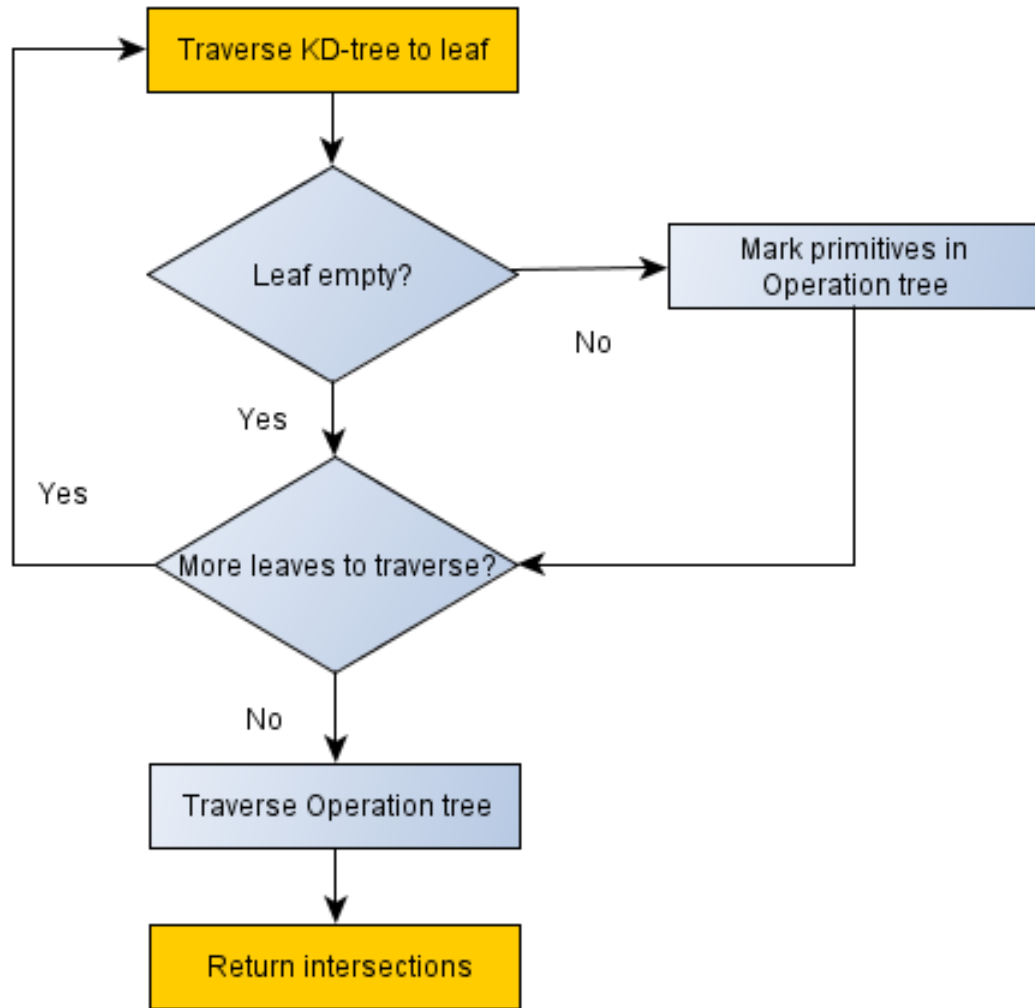 Traverse KD-tree to leaf
Leaf empty?
Mark primitives in
Operation tree
No
Yes
Yes
More leaves to traverse?
No
Traverse Operation tree
Return intersections